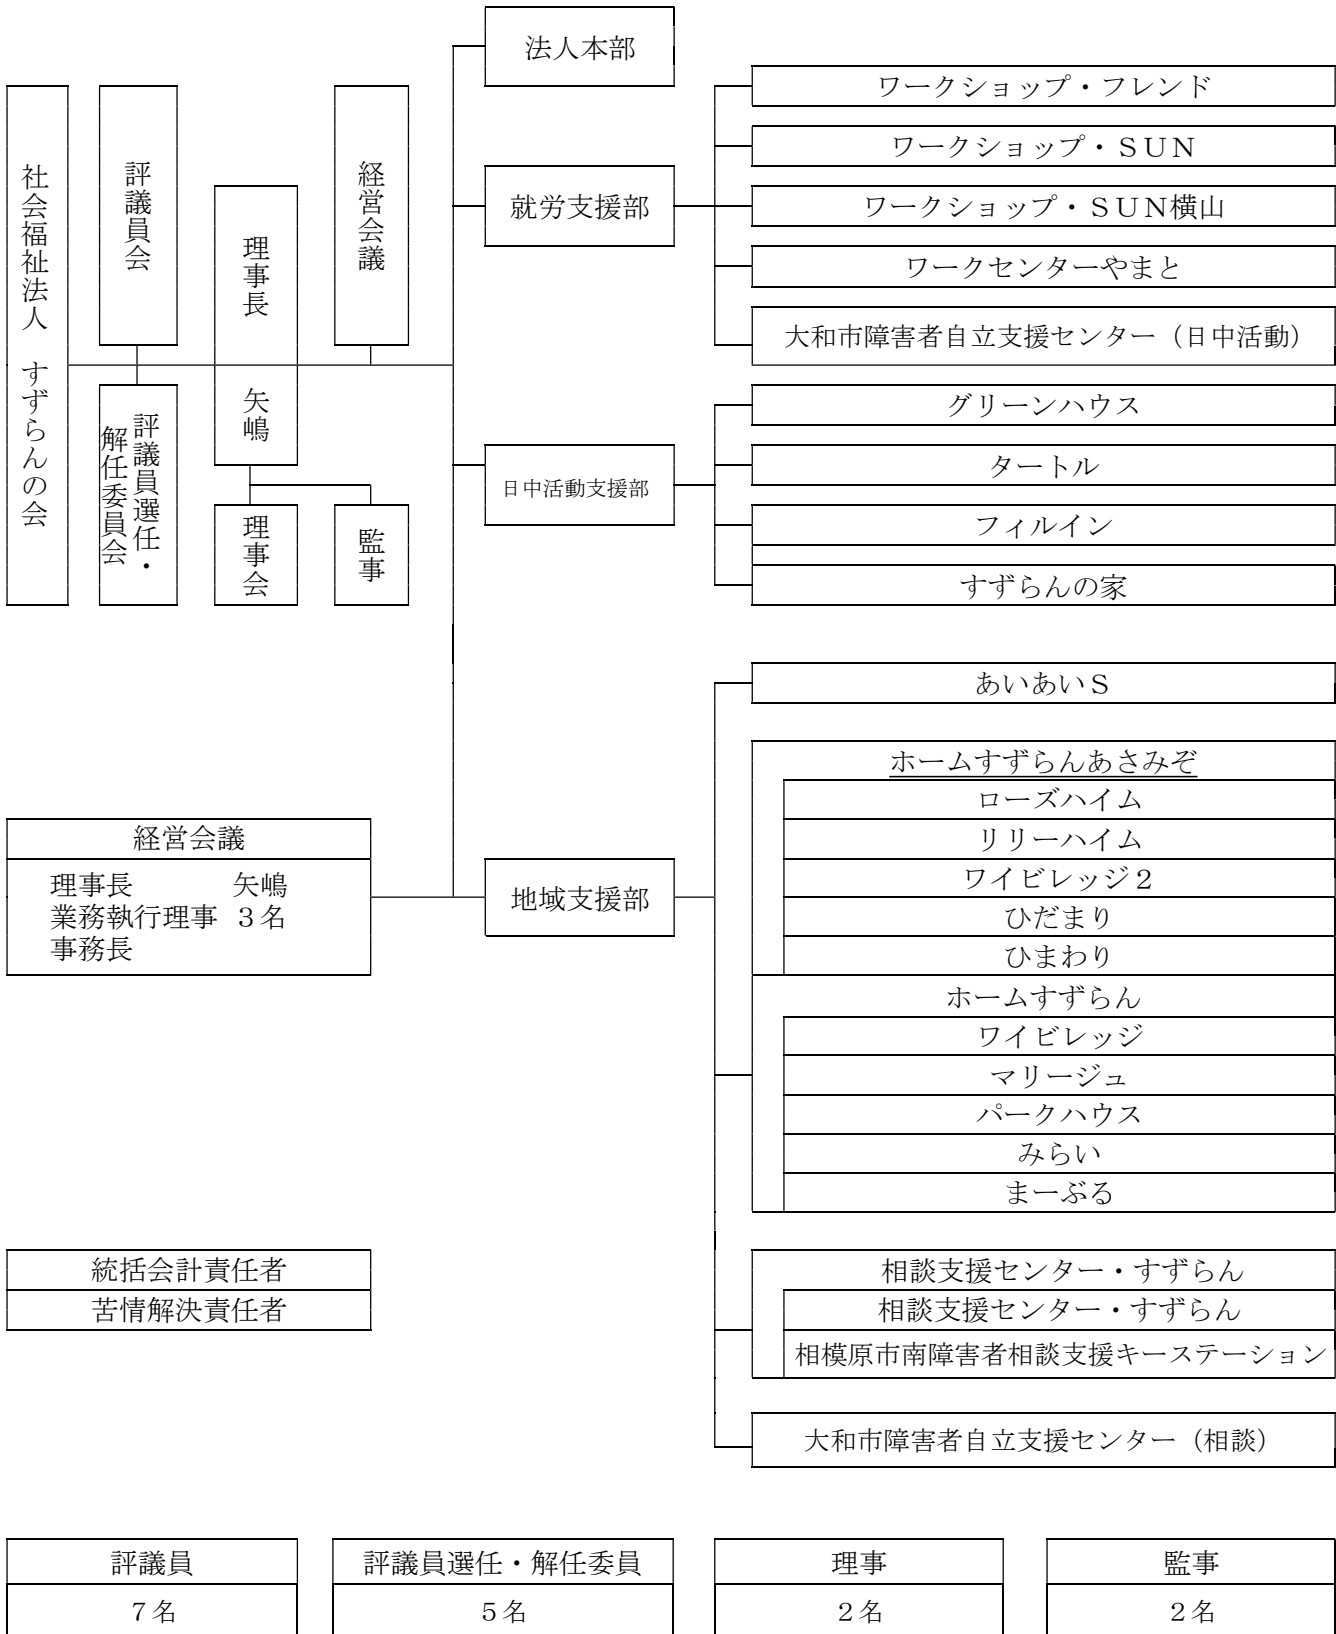 社会福祉法人　すずらんの会
評議員会
評議員選任・
解任委員会
理事長　矢嶋
理事会
監事
経営会議
法人本部
就労支援部
ワークショップ・フレンド
ワークショップ・ＳＵＮ
ワークショップ・ＳＵＮ横山
ワークセンターやまと
大和市障害者自立支援センター（日中活動）
日中活動支援部
グリーンハウス
タートル
フィルイン
すずらんの家
経営会議
理事長　矢嶋
業務執行理事　３名
事務長
地域支援部
あいあいＳ
ホームすずらんあさみぞ
ローズハイム
リリーハイム
ワイビレッジ２
ひだまり
ひまわり
ホームすずらん
ワイビレッジ
マリージュ
パークハウス
みらい
まーぶる
統括会計責任者
苦情解決責任者
相談支援センター・すずらん
相談支援センター・すずらん
相模原市南障害者相談支援キーステーション
大和市障害者自立支援センター（相談）
評議員
７名
評議員選任・解任委員
５名
理事
２名
監事
２名